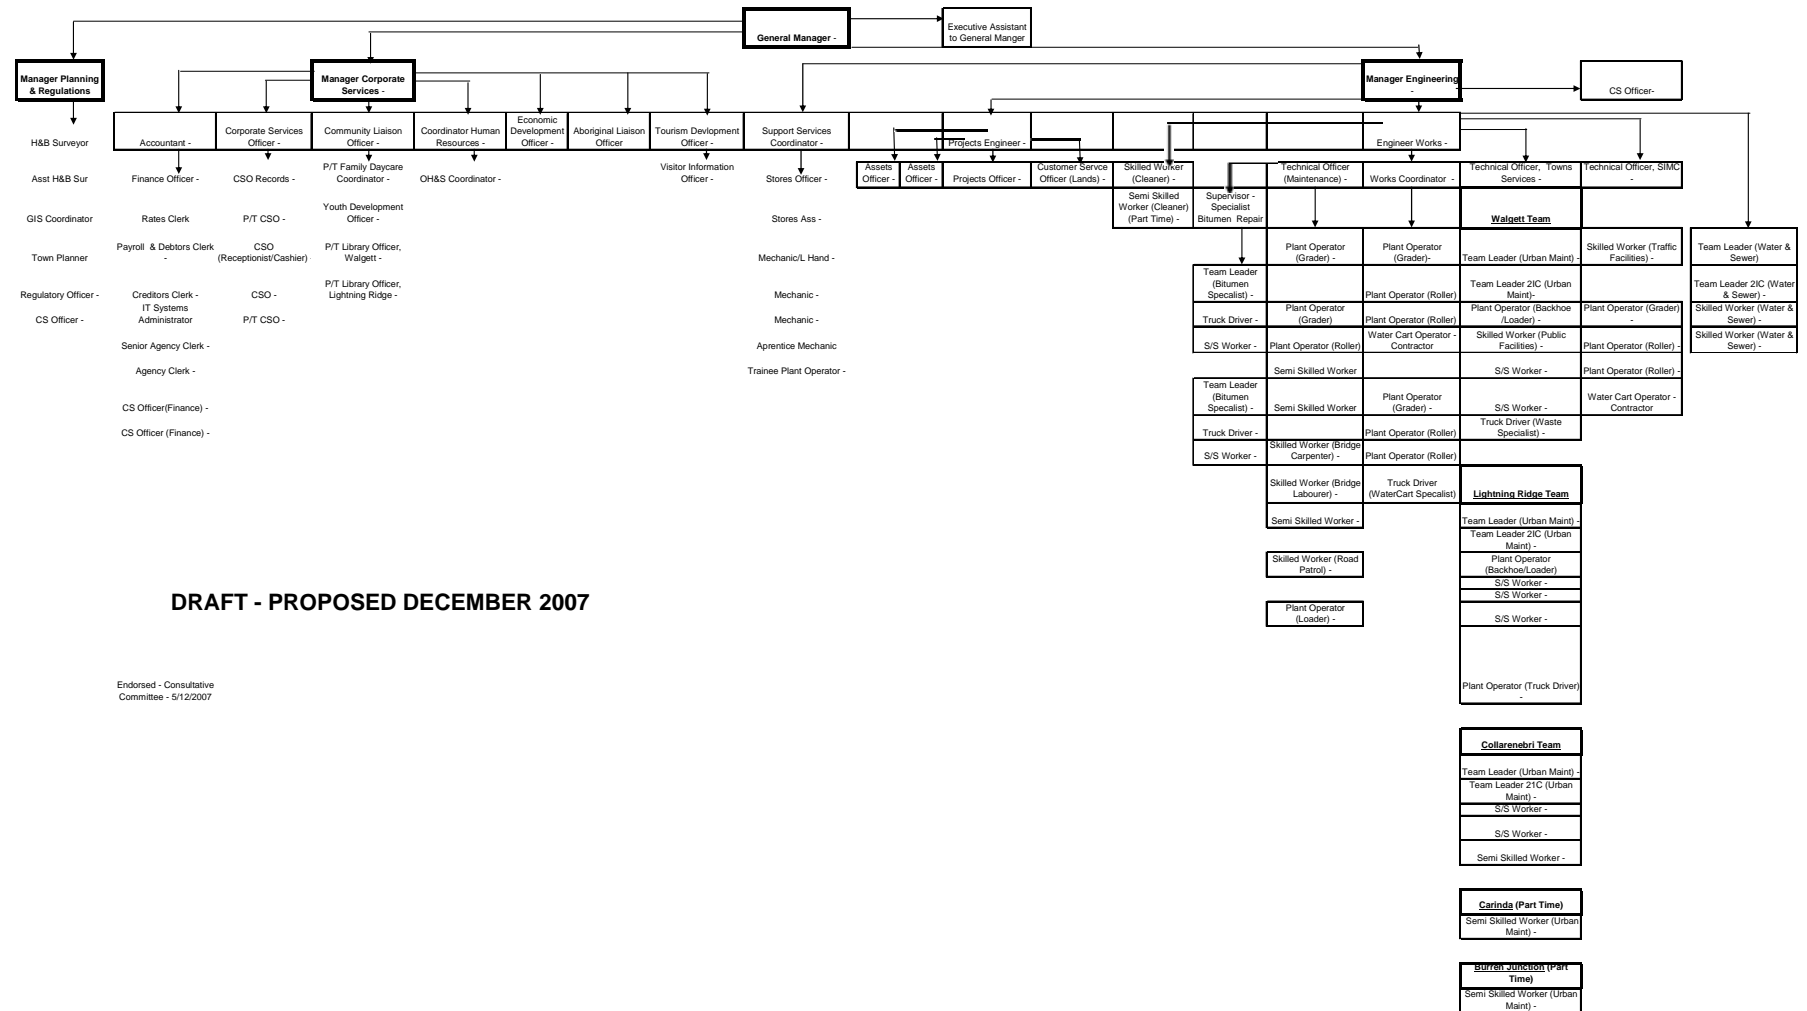 General Manager -
Executive Assistant
to General Manger
Manager Planning
& Regulations
Manager Corporate
Services -
Manager Engineering
-
CS Officer-
H&B Surveyor
Accountant -
Corporate Services
Officer -
Community Liaison
Officer -
Coordinator Human
Resources -
Economic
Development
Officer -
Aboriginal Liaison
Officer
Tourism Devlopment
Officer -
Support Services
Coordinator -
Projects Engineer -
Engineer Works -
Asst H&B Sur
Finance Officer -
CSO Records -
P/T Family Daycare
Coordinator -
OH&S Coordinator -
Visitor Information
Officer -
Stores Officer -
Assets
Officer -
Assets
Officer -
Projects Officer -
Customer Servce
Officer (Lands) -
Skilled Worker
(Cleaner) -
Technical Officer
(Maintenance) -
Works Coordinator -
Technical Officer, Towns
Services -
Technical Officer, SIMC
-
GIS Coordinator
Rates Clerk
P/T CSO -
Youth Development
Officer -
Stores Ass -
Semi Skilled
Worker (Cleaner)
(Part Time) -
Supervisor -
Specialist
Bitumen Repair
Walgett Team
Town Planner
Payroll & Debtors Clerk
-
CSO
(Receptionist/Cashier)
P/T Library Officer,
Walgett -
Mechanic/L Hand -
Plant Operator
(Grader) -
Plant Operator
(Grader)-
Team Leader (Urban Maint) -
Skilled Worker (Traffic
Facilities) -
Team Leader (Water &
Sewer)
Regulatory Officer -
Creditors Clerk -
CSO -
P/T Library Officer,
Lightning Ridge -
Mechanic -
Team Leader
(Bitumen
Specalist) -
Plant Operator (Roller)
Team Leader 2IC (Urban
Maint)-
Team Leader 2IC (Water
& Sewer) -
CS Officer -
IT Systems
Administrator
P/T CSO -
Mechanic -
Truck Driver -
Plant Operator
(Grader)
Plant Operator (Roller)
Plant Operator (Backhoe
/Loader) -
Plant Operator (Grader)
-
Skilled Worker (Water &
Sewer) -
Senior Agency Clerk -
Aprentice Mechanic
S/S Worker -
Plant Operator (Roller)
Water Cart Operator -
Contractor
Skilled Worker (Public
Facilities) -
Plant Operator (Roller) -
Skilled Worker (Water &
Sewer) -
Agency Clerk -
Trainee Plant Operator -
Semi Skilled Worker
S/S Worker -
Plant Operator (Roller) -
CS Officer(Finance) -
Team Leader
(Bitumen
Specalist) -
Semi Skilled Worker
Plant Operator
(Grader) -
S/S Worker -
Water Cart Operator -
Contractor
CS Officer (Finance) -
Truck Driver -
Plant Operator (Roller)
Truck Driver (Waste
Specialist) -
S/S Worker -
Skilled Worker (Bridge
Carpenter) -
Plant Operator (Roller)
Skilled Worker (Bridge
Labourer) -
Truck Driver
(WaterCart Specalist)
Lightning Ridge Team
Semi Skilled Worker -
Team Leader (Urban Maint) -
Team Leader 2IC (Urban
Maint) -
Skilled Worker (Road
Patrol) -
Plant Operator
(Backhoe/Loader)
S/S Worker -
S/S Worker -
DRAFT - PROPOSED DECEMBER 2007
Plant Operator
(Loader) -
S/S Worker -
Endorsed - Consultative
Committee - 5/12/2007
Plant Operator (Truck Driver)
-
Collarenebri Team
Team Leader (Urban Maint) -
Team Leader 21C (Urban
Maint) -
S/S Worker -
S/S Worker -
Semi Skilled Worker -
Carinda (Part Time)
Semi Skilled Worker (Urban
Maint) -
Burren Junction (Part
Time)
Semi Skilled Worker (Urban
Maint) -